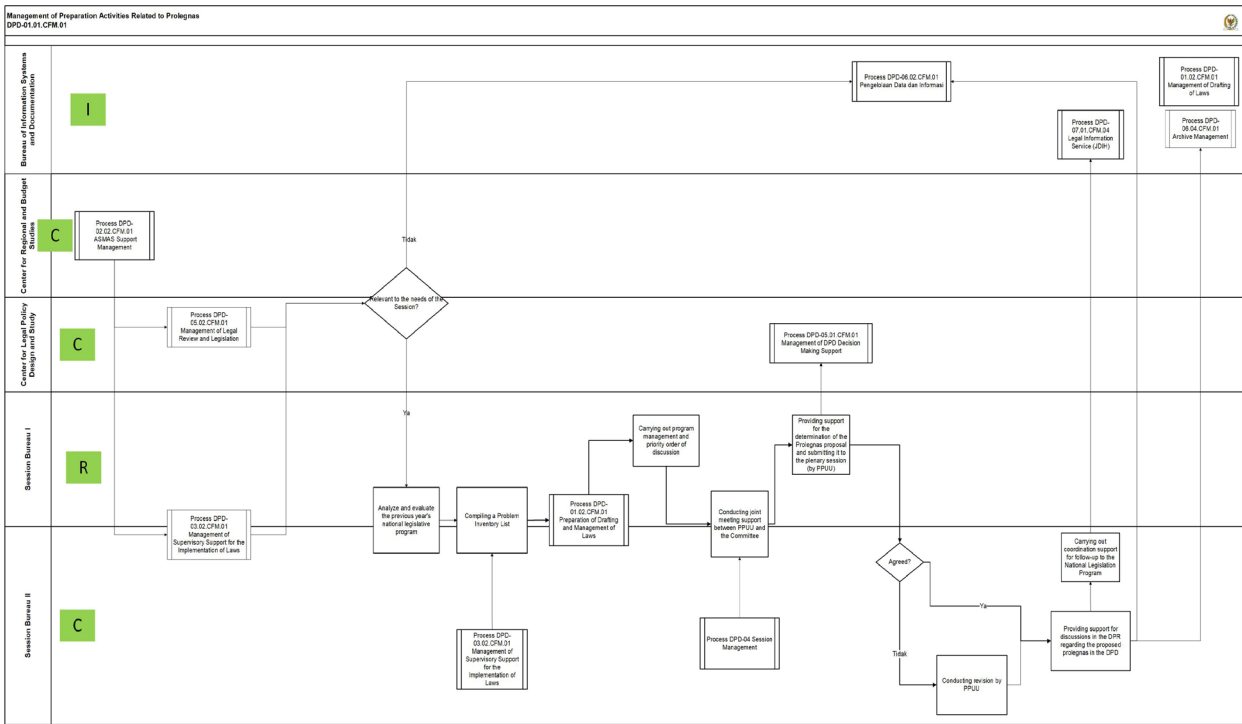 Management of Preparation Activities Related to Prolegnas
DPD-01.01.CFM.01
Bureau of Information Systems
and Documentation
I
Process DPD-06.02.CFM.01
Pengelolaan Data dan Informasi
Process DPD-
01.02.CFM.01
Management of Drafting
of Laws
Process DPD-
07.01.CFM.04
Legal Information
Service (JDIH)
Process DPD-
06.04.CFM.01
Archive Management
Center for Regional and Budget
Studies
C
Process DPD-
02.02.CFM.01
ASMAS Support
Management
Tidak
Relevant to the needs of the
Session?
Center for Legal Policy
Design and Study
C
Process DPD-
05.02.CFM.01
Management of Legal
Review and Legislation
Process DPD-05.01.CFM.01
Management of DPD Decision
Making Support
Ya
Session Bureau I
R
Carrying out program
management and
priority order of
discussion
Providing support
for the
determination of the
Prolegnas proposal
and submitting it to
the plenary session
(by PPUU)
Analyze and evaluate
the previous year's
national legislative
program
Compiling a Problem
Inventory List
Process DPD-
01.02.CFM.01
Preparation of Drafting
and Management of
Laws
Conducting joint
meeting support
between PPUU and
the Committee
Process DPD-
03.02.CFM.01
Management of
Supervisory Support for the
Implementation of Laws
Session Bureau II
C
Agreed?
Carrying out
coordination support
for follow-up to the
National Legislation
Program
Ya
Process DPD-
03.02.CFM.01
Management of
Supervisory Support
for the
Implementation of
Laws
Process DPD-04 Session
Management
Providing support for
discussions in the DPR
regarding the proposed
prolegnas in the DPD
Tidak
Conducting revision by
PPUU